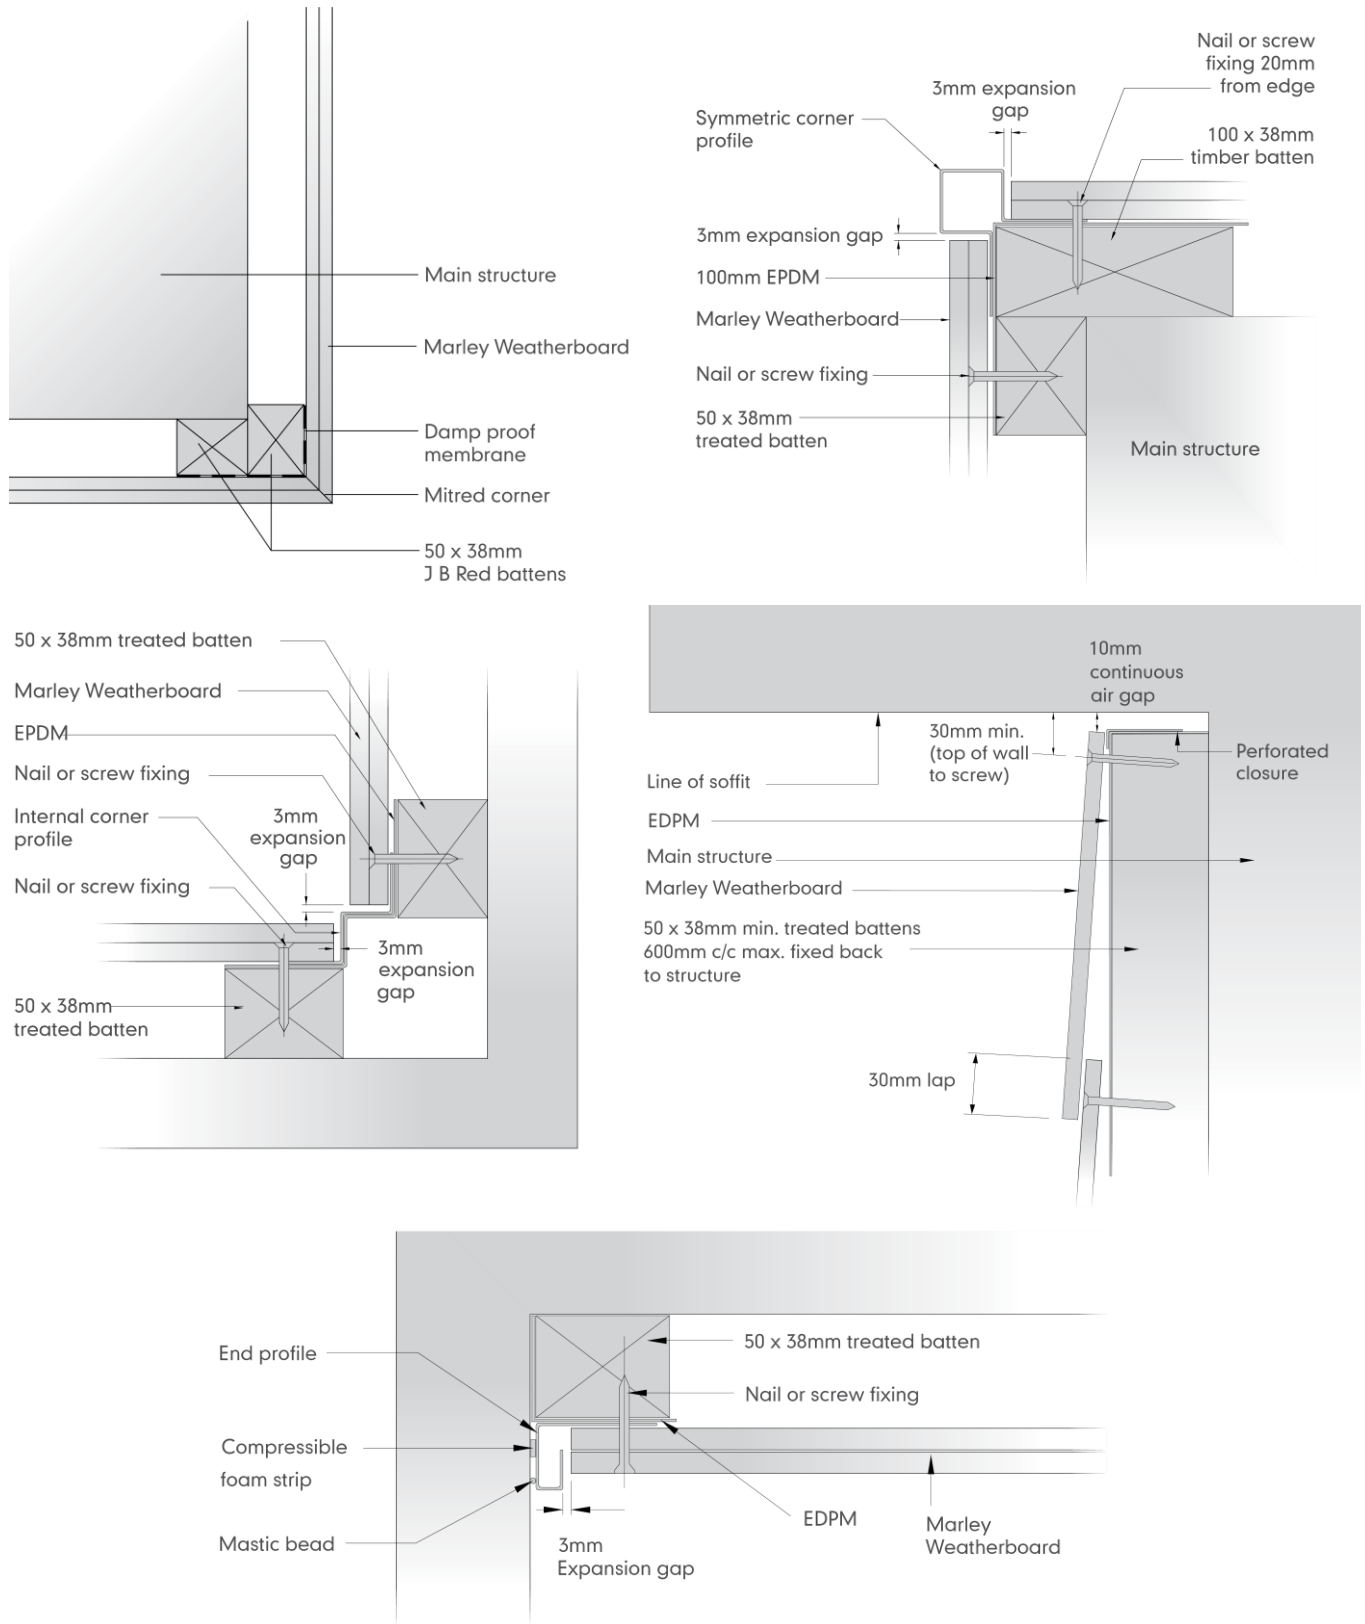 Main structure
Marley Weatherboard
Damp proof
membrane
Mitred corner
50 x 38mm
J B Red battens
Nail or screw
fixing 20mm
from edge
3mm expansion
gap
Symmetric corner
profile
100 x 38mm
timber batten
3mm expansion gap
100mm EPDM
Marley Weatherboard
Nail or screw fixing
50 x 38mm
treated batten
Main structure
50 x 38mm treated batten
Marley Weatherboard
EPDM
Nail or screw fixing
Internal corner
profile
3mm
expansion
gap
Nail or screw fixing
3mm
expansion
gap
50 x 38mm
treated batten
10mm
continuous
air gap
30mm min.
(top of wall
to screw)
Perforated
closure
Line of soffit
EDPM
Main structure
Marley Weatherboard
50 x 38mm min. treated battens
600mm c/c max. fixed back
to structure
30mm lap
End profile
50 x 38mm treated batten
Nail or screw fixing
Compressible
foam strip
Mastic bead
3mm
Expansion gap
EDPM
Marley
Weatherboard